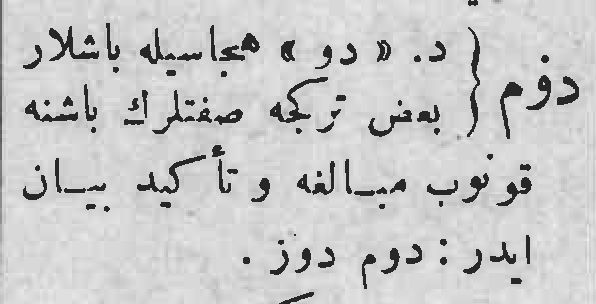 دوم { د. « دو » هجاسیله باشلار
بعض ترکجه صفتلرك باشنه
قونوب مبالغه و تأکید بیان
ایدر : دوم دوز .